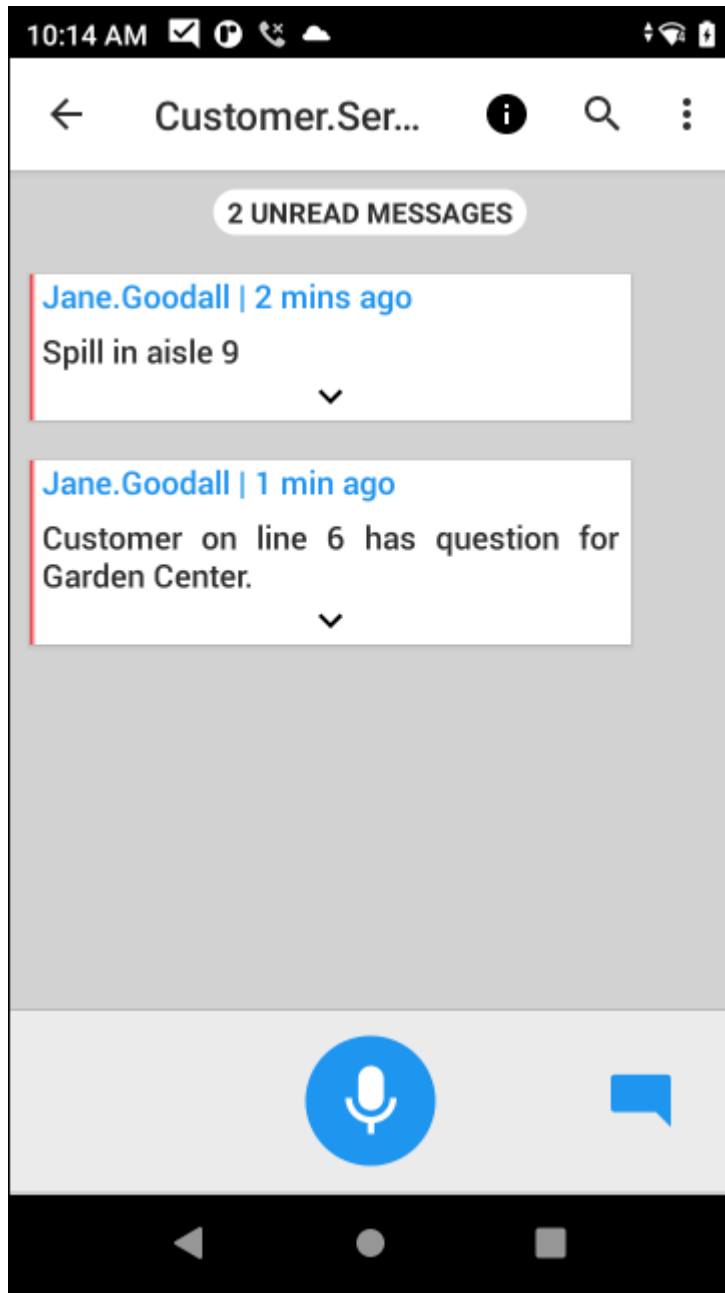 10:14 AM
Customer.Ser...
2 UNREAD MESSAGES
Jane.Goodall | 2 mins ago
Spill in aisle 9
Jane.Goodall | 1 min ago
Customer on line 6 has question for
Garden Center.